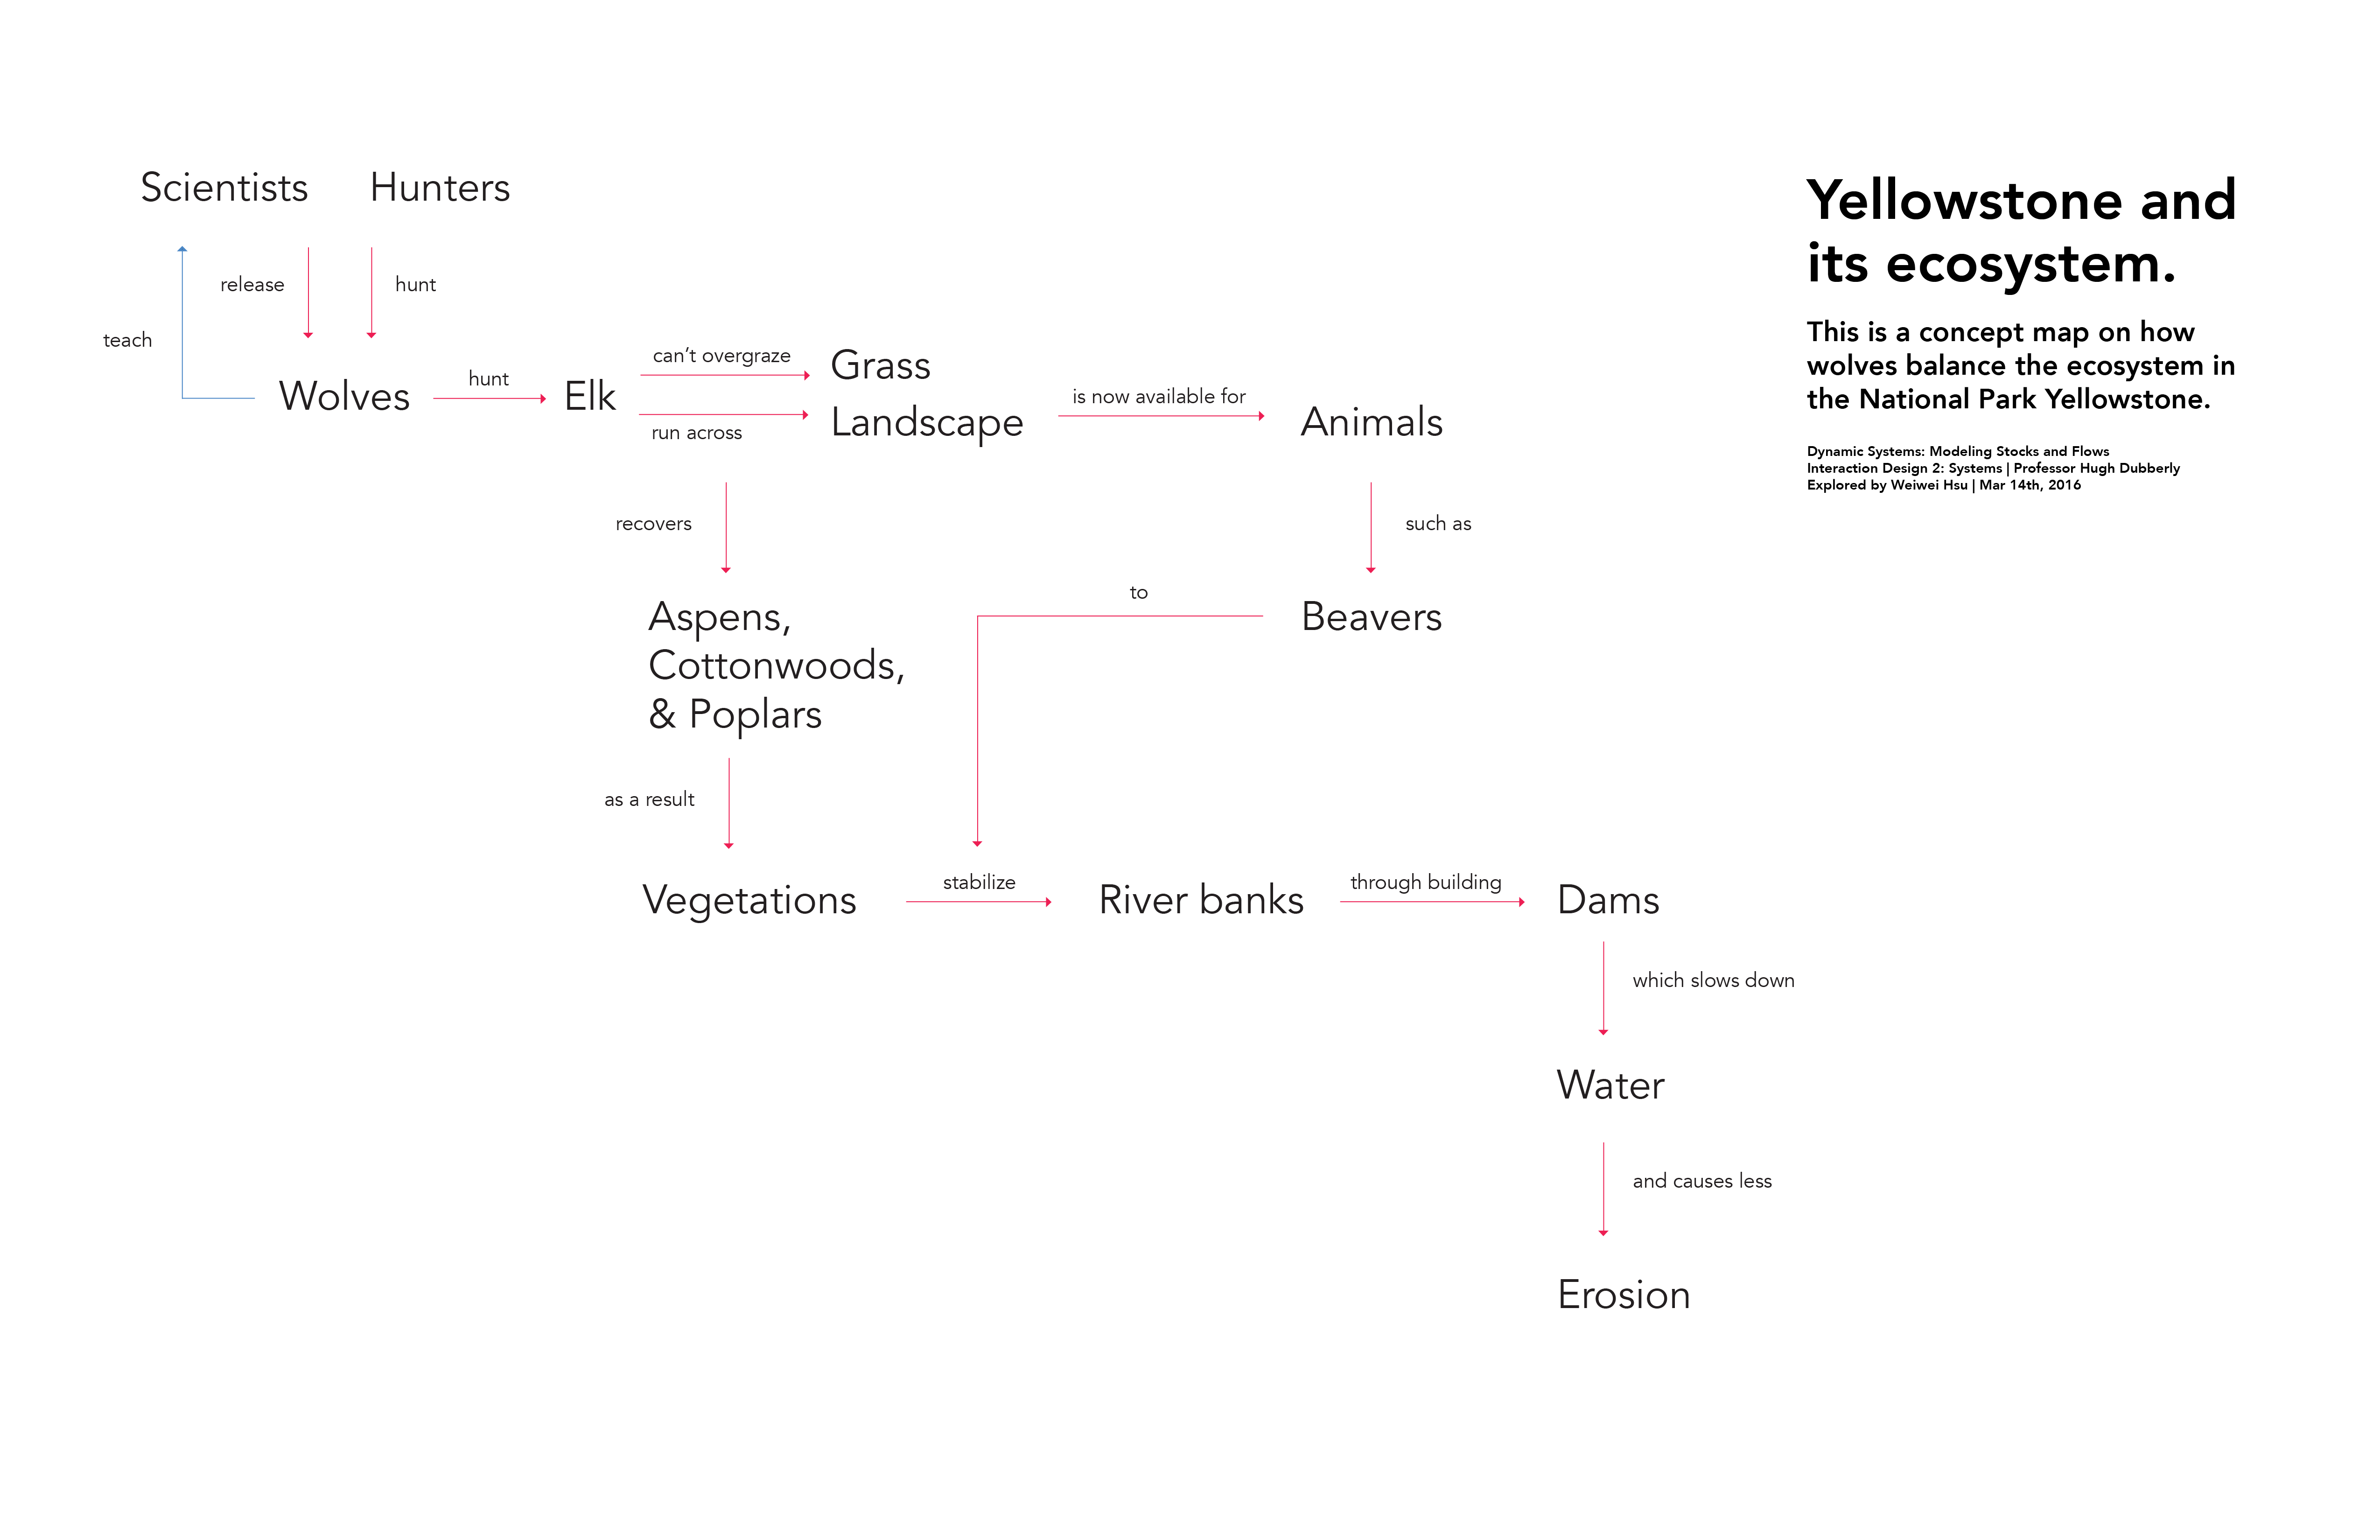 Scientists
Hunters
release
hunt
teach
Wolves
hunt
Elk
can't overgraze
run across
Grass
Landscape
is now available for
Animals
recovers
such as
to
Beavers
Aspens,
Cottonwoods,
& Poplars
as a result
Vegetations
stabilize
River banks
through building
Dams
which slows down
Water
and causes less
Erosion
Yellowstone and
its ecosystem.
This is a concept map on how
wolves balance the ecosystem in
the National Park Yellowstone.
Dynamic Systems: Modeling Stocks and Flows
Interaction Design 2: Systems | Professor Hugh Dubberly
Explored by Weiwei Hsu | Mar 14th, 2016